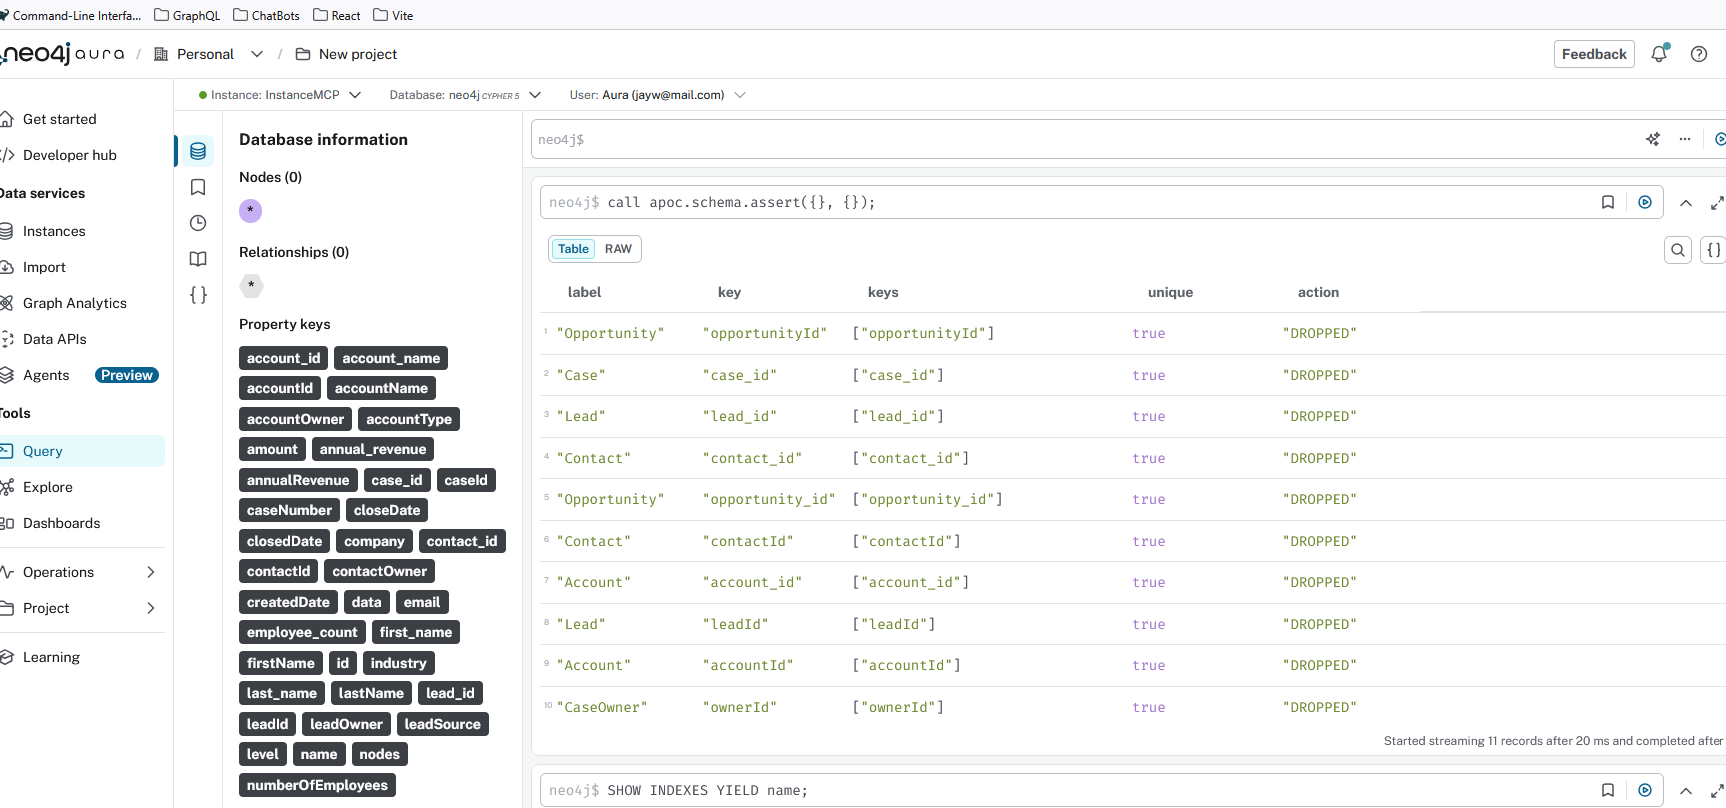 Command-Line Interfa... GraphQL ChatBots React Vite
neo4j aura / Personal / New project Feedback
Instance: InstanceMCP Database: neo4j CYPHER 5 User: Aura (jayw@mail.com)
Get started
Developer hub
Data services
Instances
Import
Graph Analytics
Data APIs
Agents Preview
Tools
Query
Explore
Dashboards
Operations
Project
Learning
Database information
Nodes (0)
*
Relationships (0)
*
Property keys
account_id account_name
accountId accountName
accountOwner accountType
amount annual_revenue
annualRevenue case_id caseId
caseNumber closeDate
closedDate company contact_id
contactId contactOwner
createdDate data email
employee_count first_name
firstName id industry
last_name lastName lead_id
leadId leadOwner leadSource
level name nodes
numberOfEmployees
neo4j$
neo4j$ call apoc.schema.assert({}, {});
Table RAW { }
label key keys unique action
1 "Opportunity" "opportunityId" ["opportunityId"] true "DROPPED"
2 "Case" "case_id" ["case_id"] true "DROPPED"
3 "Lead" "lead_id" ["lead_id"] true "DROPPED"
4 "Contact" "contact_id" ["contact_id"] true "DROPPED"
5 "Opportunity" "opportunity_id" ["opportunity_id"] true "DROPPED"
6 "Contact" "contactId" ["contactId"] true "DROPPED"
7 "Account" "account_id" ["account_id"] true "DROPPED"
8 "Lead" "leadId" ["leadId"] true "DROPPED"
9 "Account" "accountId" ["accountId"] true "DROPPED"
10 "CaseOwner" "ownerId" ["ownerId"] true "DROPPED"
Started streaming 11 records after 20 ms and completed after
neo4j$ SHOW INDEXES YIELD name;